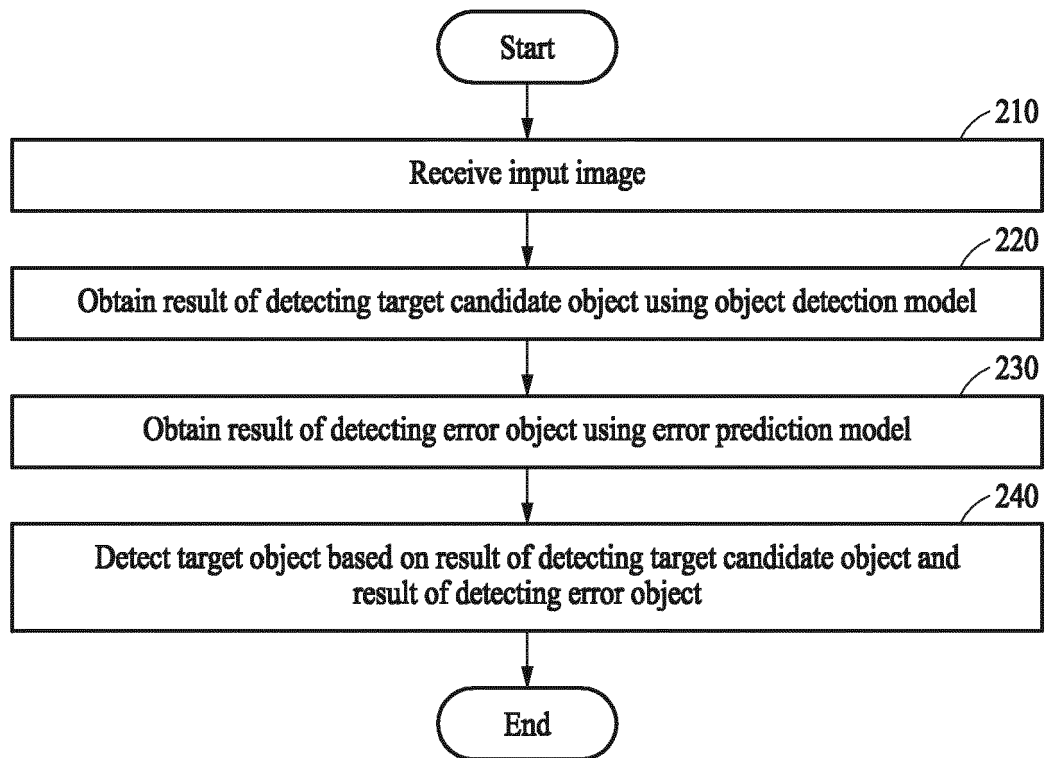 Start
210
Receive input image
220
Obtain result of detecting target candidate object using object detection model
230
Obtain result of detecting error object using error prediction model
240
Detect target object based on result of detecting target candidate object and
result of detecting error object
End